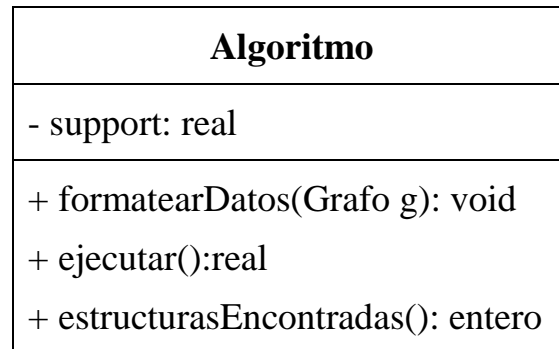 Algoritmo
- support: real
+ formatearDatos(Grafo g): void
+ ejecutar():real
+ estructurasEncontradas(): entero